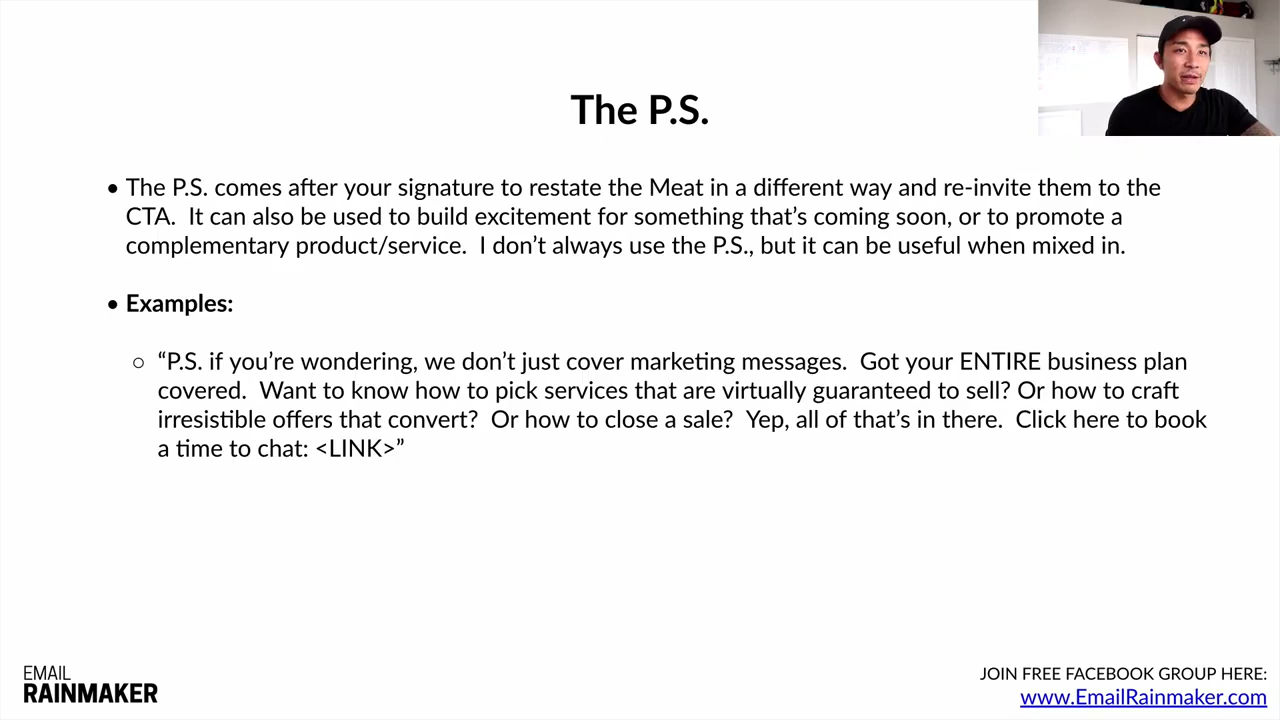 The P.S.
• The P.S. comes after your signature to restate the Meat in a different way and re-invite them to the
CTA.  It can also be used to build excitement for something that’s coming soon, or to promote a
complementary product/service.  I don’t always use the P.S., but it can be useful when mixed in.
• Examples:
○ “P.S. if you’re wondering, we don’t just cover marketing messages.  Got your ENTIRE business plan
covered.  Want to know how to pick services that are virtually guaranteed to sell? Or how to craft
irresistible offers that convert?  Or how to close a sale?  Yep, all of that’s in there.  Click here to book
a time to chat: <LINK>”
EMAIL
RAINMAKER
JOIN FREE FACEBOOK GROUP HERE:
www.EmailRainmaker.com